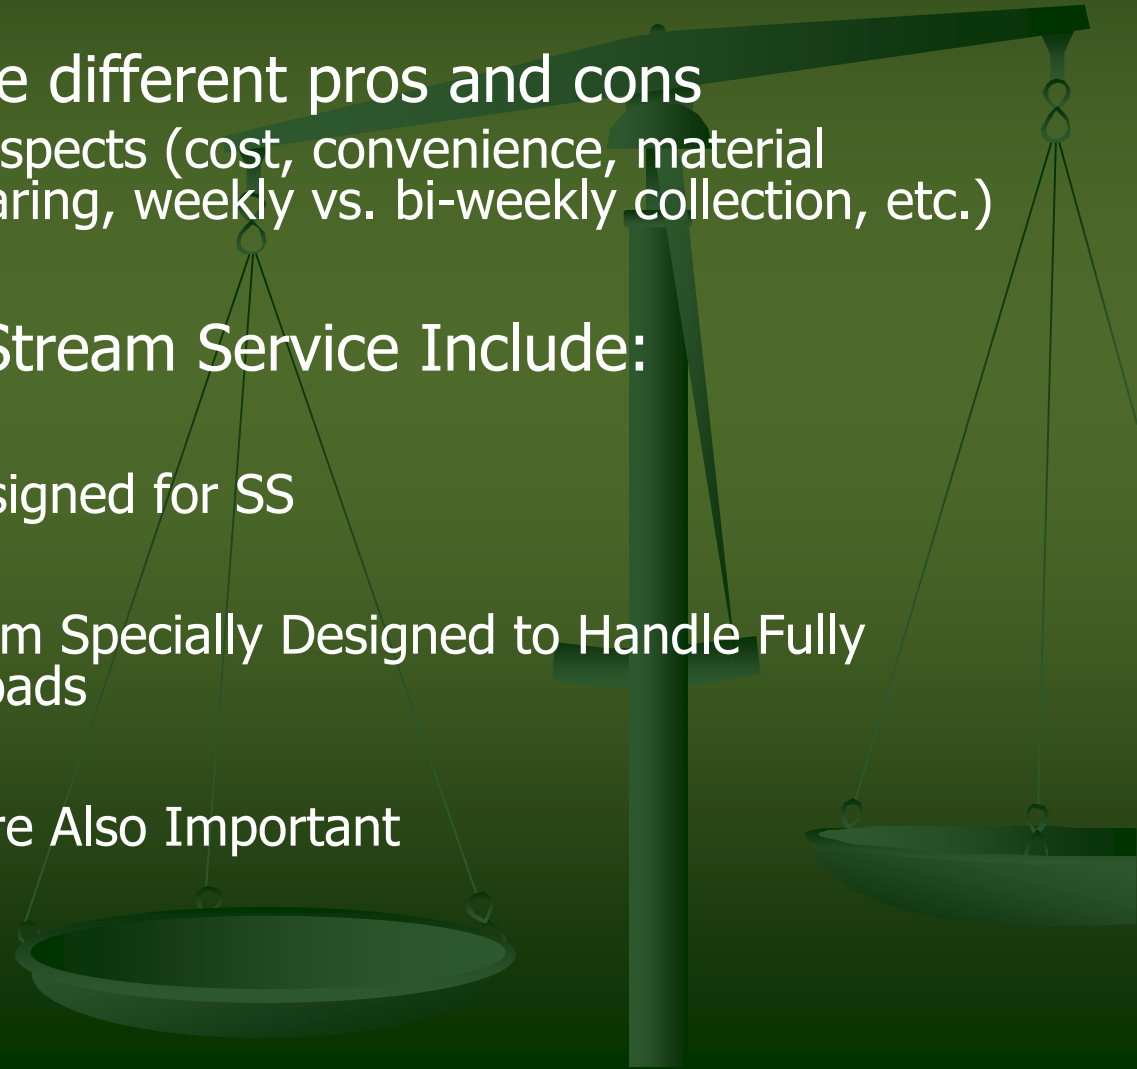 e different pros and cons
spects (cost, convenience, material
aring, weekly vs. bi-weekly collection, etc.)
Stream Service Include:
signed for SS
m Specially Designed to Handle Fully
oads
re Also Important